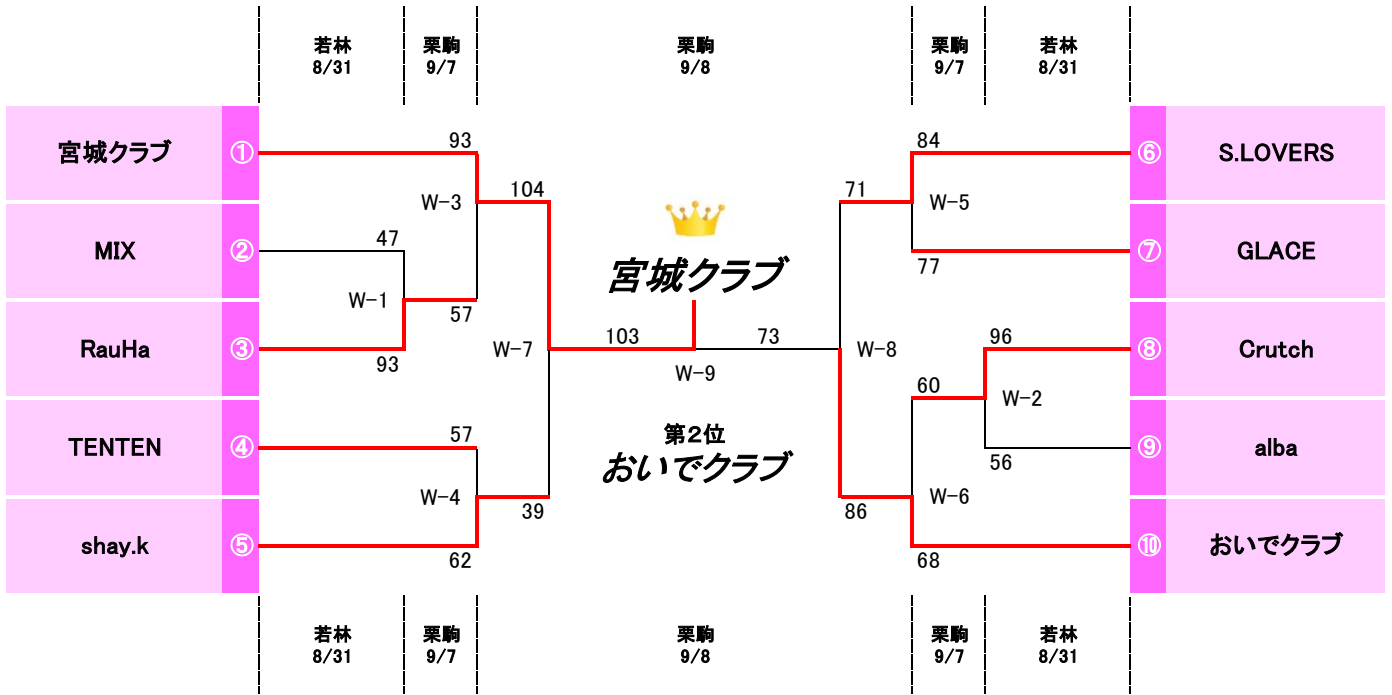 若林
8/31
栗駒
9/7
栗駒
9/8
栗駒
9/7
若林
8/31
宮城クラブ ①
MIX ②
RauHa ③
TENTEN ④
shay.k ⑤
93
W-3
104
47
W-1
57
93
W-7
57
W-4
39
62
宮城クラブ
103
73
W-9
第2位
おいでクラブ
71
84
W-5
77
W-8
96
60
W-2
56
W-6
86
68
⑥ S.LOVERS
⑦ GLACE
⑧ Crutch
⑨ alba
⑩ おいでクラブ
若林
8/31
栗駒
9/7
栗駒
9/8
栗駒
9/7
若林
8/31